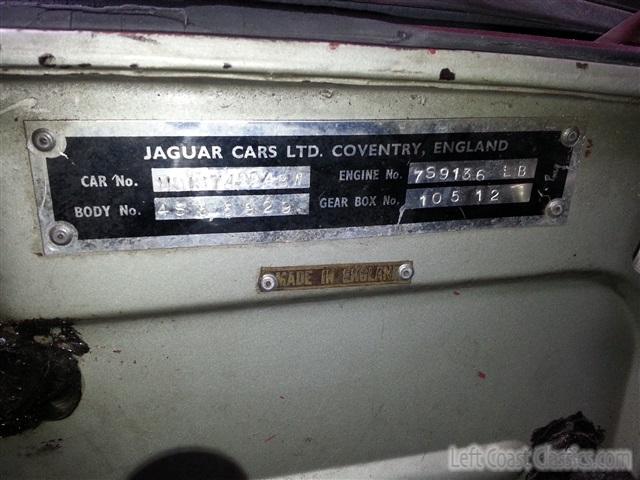 JAGUAR CARS LTD. COVENTRY, ENGLAND
CAR No. ENGINE No. 7S9136 LB
BODY No. GEAR BOX No. 10512
MADE IN ENGLAND
Left Coast Classics.com